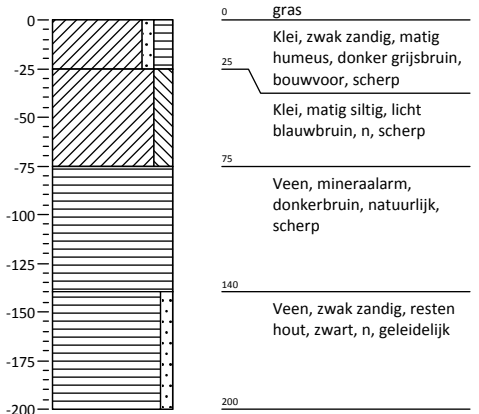 0
-25
-50
-75
-100
-125
-150
-175
-200
0 gras
Klei, zwak zandig, matig
humeus, donker grijsbruin,
bouwvoor, scherp
25
Klei, matig siltig, licht
blauwbruin, n, scherp
75
Veen, mineraalarm,
donkerbruin, natuurlijk,
scherp
140
Veen, zwak zandig, resten
hout, zwart, n, geleidelijk
200